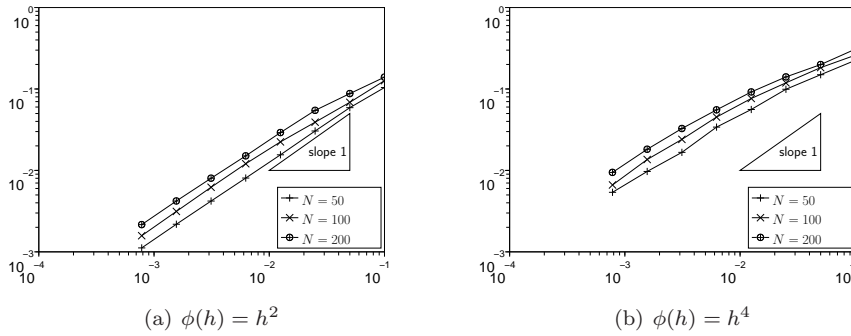 10^0
10^-1
10^-2
10^-3
10^-4
10^-3
10^-2
10^-1
slope 1
N = 50
N = 100
N = 200
(a) ϕ(h) = h^2
10^0
10^-1
10^-2
10^-3
10^-4
10^-3
10^-2
10
slope 1
N = 50
N = 100
N = 200
(b) ϕ(h) = h^4